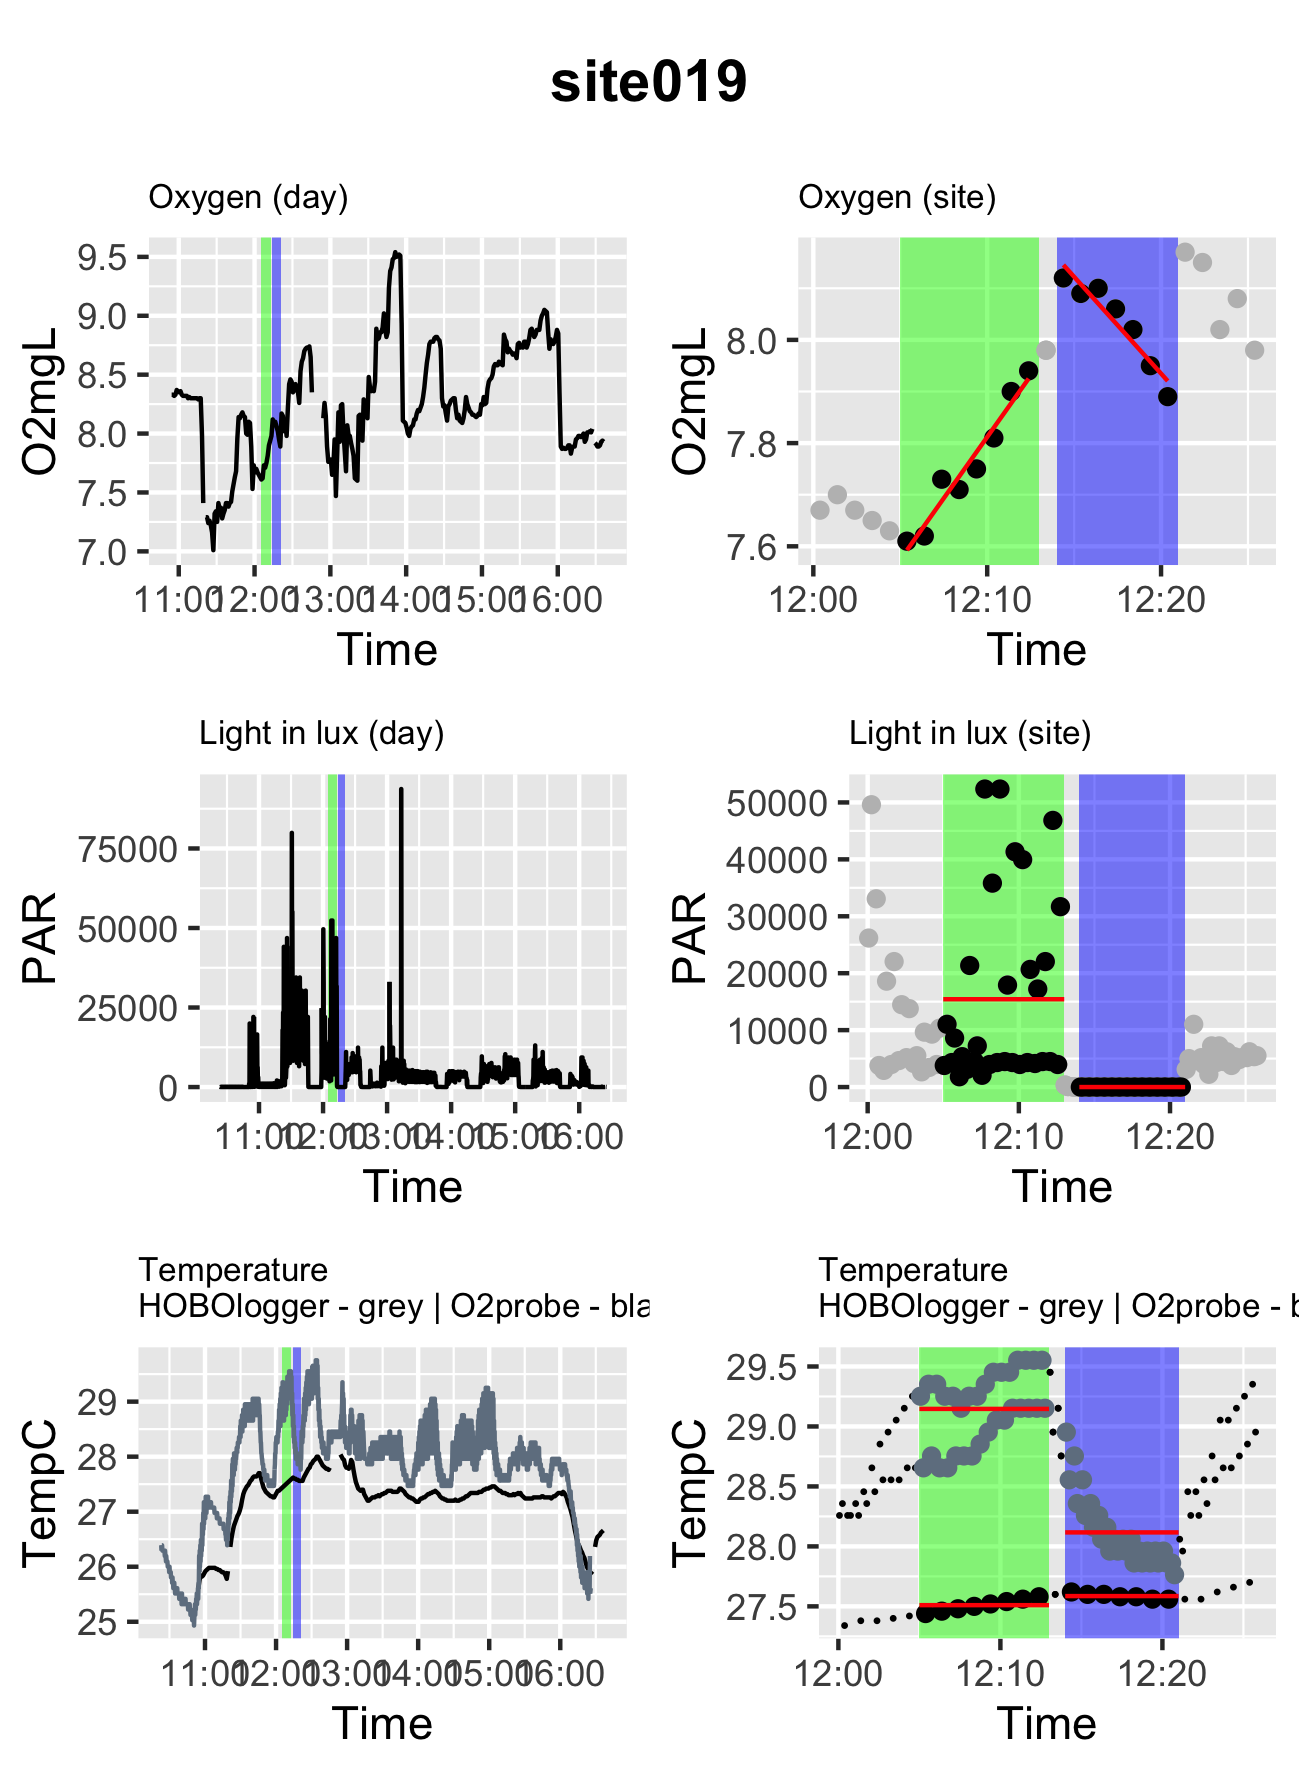 site019
Oxygen (day)
O2mgL
9.5
9.0
8.5
8.0
7.5
7.0
11:00 12:00 13:00 14:00 15:00 16:00
Time
Oxygen (site)
O2mgL
8.0
7.8
7.6
12:00 12:10 12:20
Time
Light in lux (day)
PAR
75000
50000
25000
0
11:00 12:00 13:00 14:00 15:00 16:00
Time
Light in lux (site)
PAR
50000
40000
30000
20000
10000
0
12:00 12:10 12:20
Time
Temperature
HOBOlogger - grey | O2probe - bla
TempC
29
28
27
26
25
11:00 12:00 13:00 14:00 15:00 16:00
Time
Temperature
HOBOlogger - grey | O2probe - b
TempC
29.5
29.0
28.5
28.0
27.5
12:00 12:10 12:20
Time